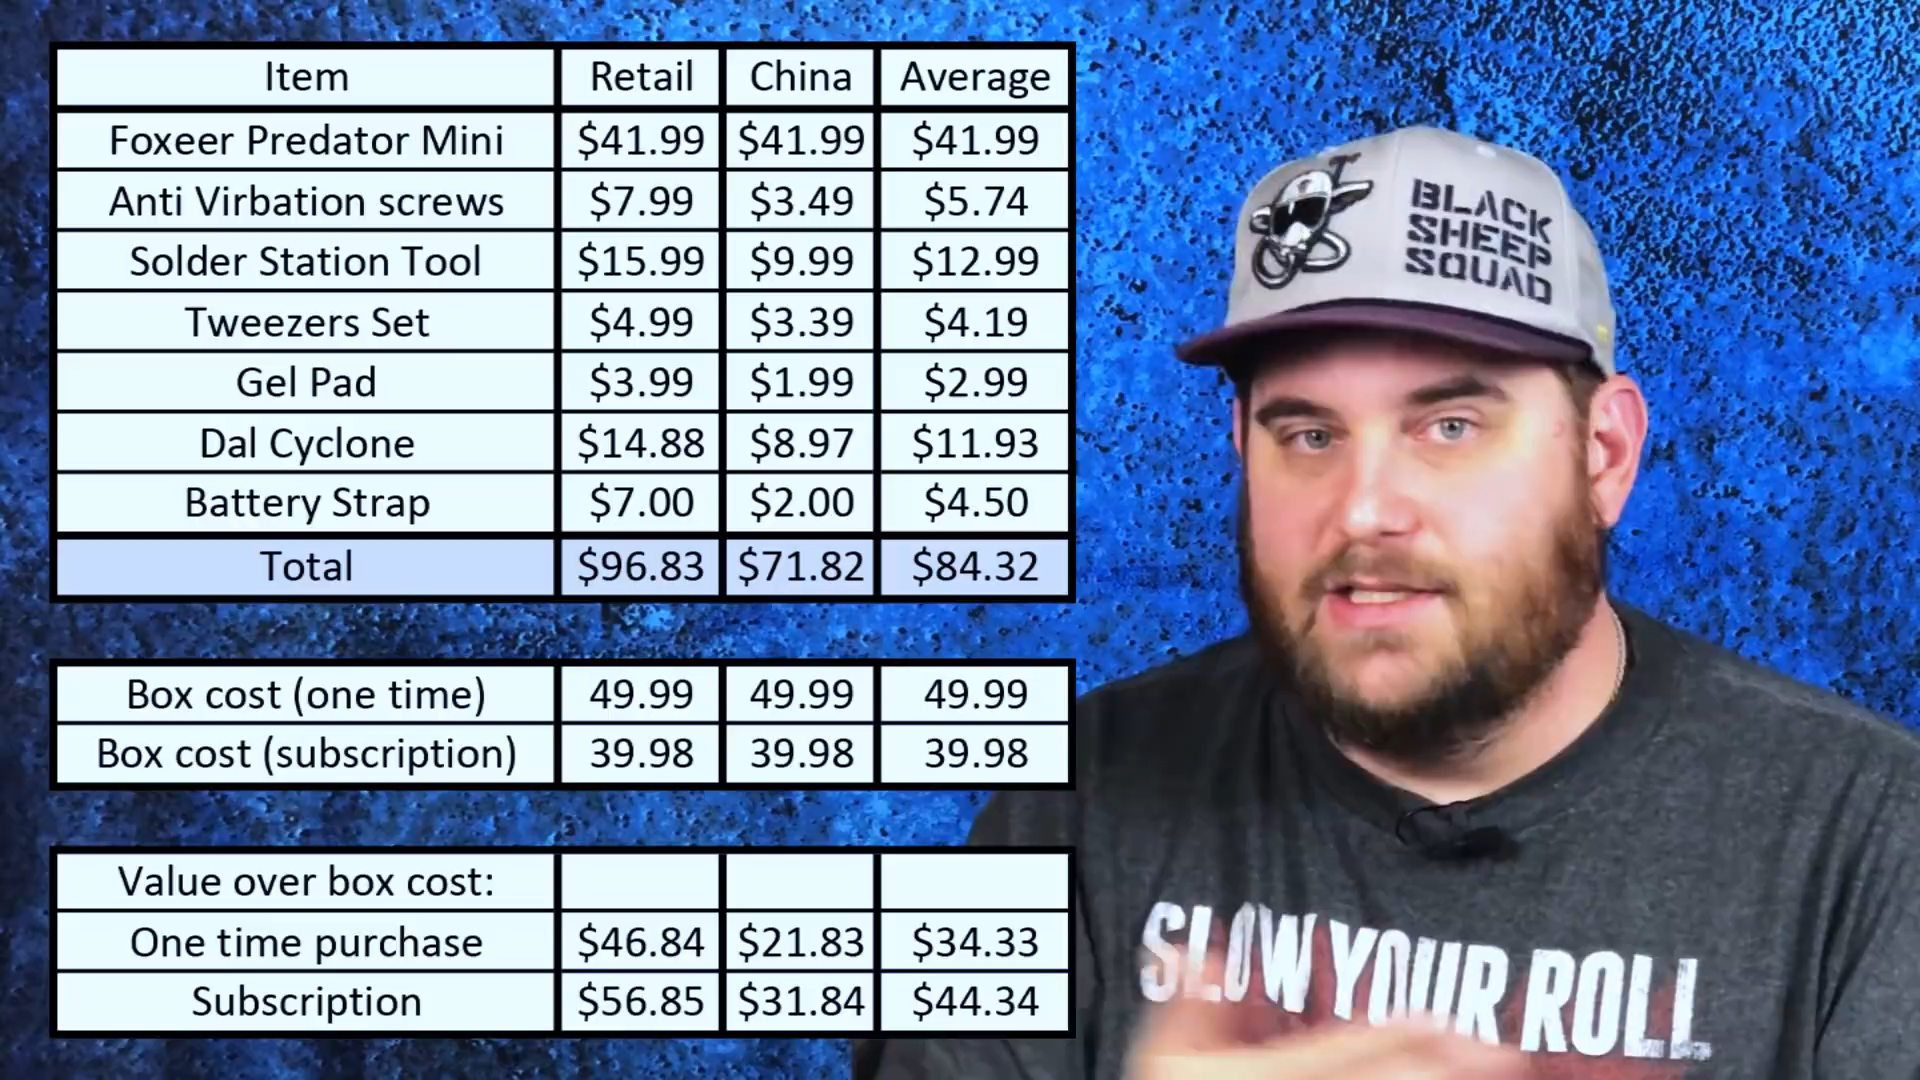 Item Retail China Average
Foxeer Predator Mini $41.99 $41.99 $41.99
Anti Virbation screws $7.99 $3.49 $5.74
Solder Station Tool $15.99 $9.99 $12.99
Tweezers Set $4.99 $3.39 $4.19
Gel Pad $3.99 $1.99 $2.99
Dal Cyclone $14.88 $8.97 $11.93
Battery Strap $7.00 $2.00 $4.50
Total $96.83 $71.82 $84.32
Box cost (one time) 49.99 49.99 49.99
Box cost (subscription) 39.98 39.98 39.98
Value over box cost:
One time purchase $46.84 $21.83 $34.33
Subscription $56.85 $31.84 $44.34
BLACK
SHEEP
SQUAD
SLOW YOUR ROLL